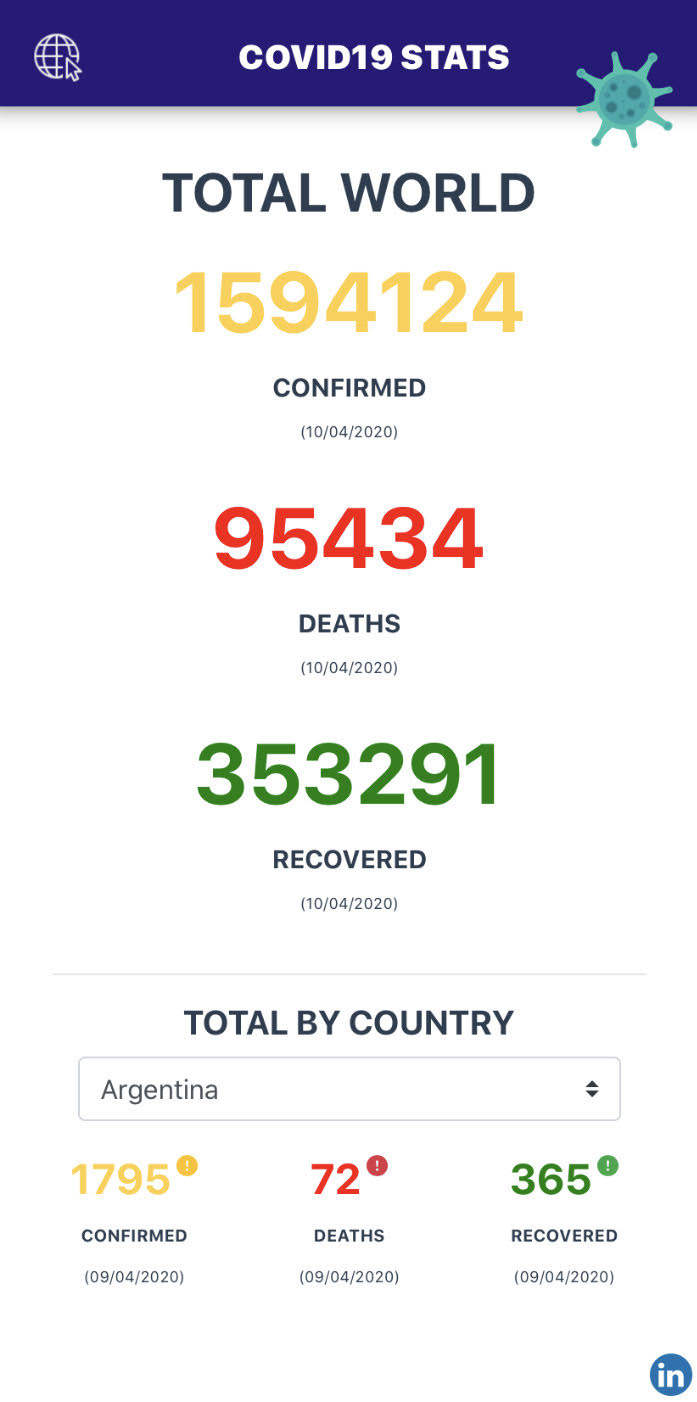 COVID19 STATS
TOTAL WORLD
1594124
CONFIRMED
(10/04/2020)
95434
DEATHS
(10/04/2020)
353291
RECOVERED
(10/04/2020)
TOTAL BY COUNTRY
Argentina
1795 ! 72 ! 365 !
CONFIRMED DEATHS RECOVERED
(09/04/2020) (09/04/2020) (09/04/2020)
in